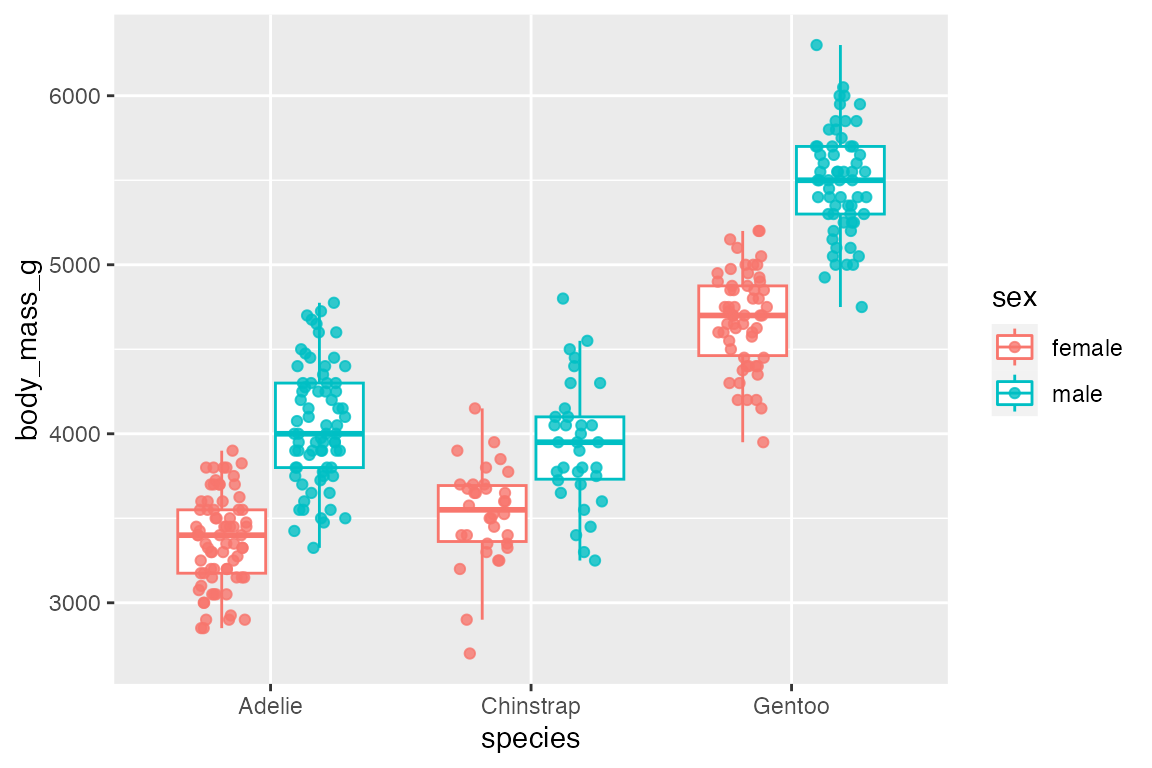 body_mass_g
6000
5000
4000
3000
Adelie
Chinstrap
Gentoo
species
sex
female
male